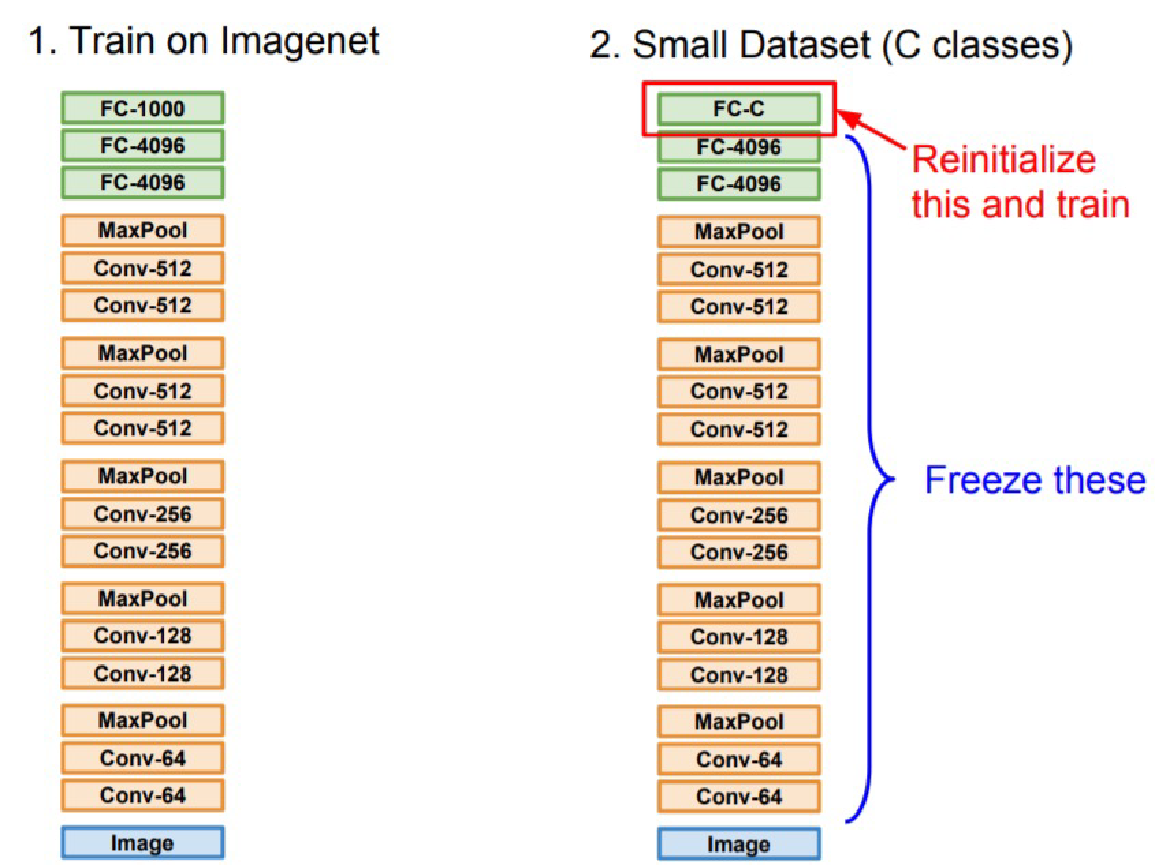 1. Train on Imagenet
FC-1000
FC-4096
FC-4096
MaxPool
Conv-512
Conv-512
MaxPool
Conv-512
Conv-512
MaxPool
Conv-256
Conv-256
MaxPool
Conv-128
Conv-128
MaxPool
Conv-64
Conv-64
Image
2. Small Dataset (C classes)
FC-C
FC-4096
FC-4096
MaxPool
Conv-512
Conv-512
MaxPool
Conv-512
Conv-512
MaxPool
Conv-256
Conv-256
MaxPool
Conv-128
Conv-128
MaxPool
Conv-64
Conv-64
Image
Reinitialize
this and train
Freeze these